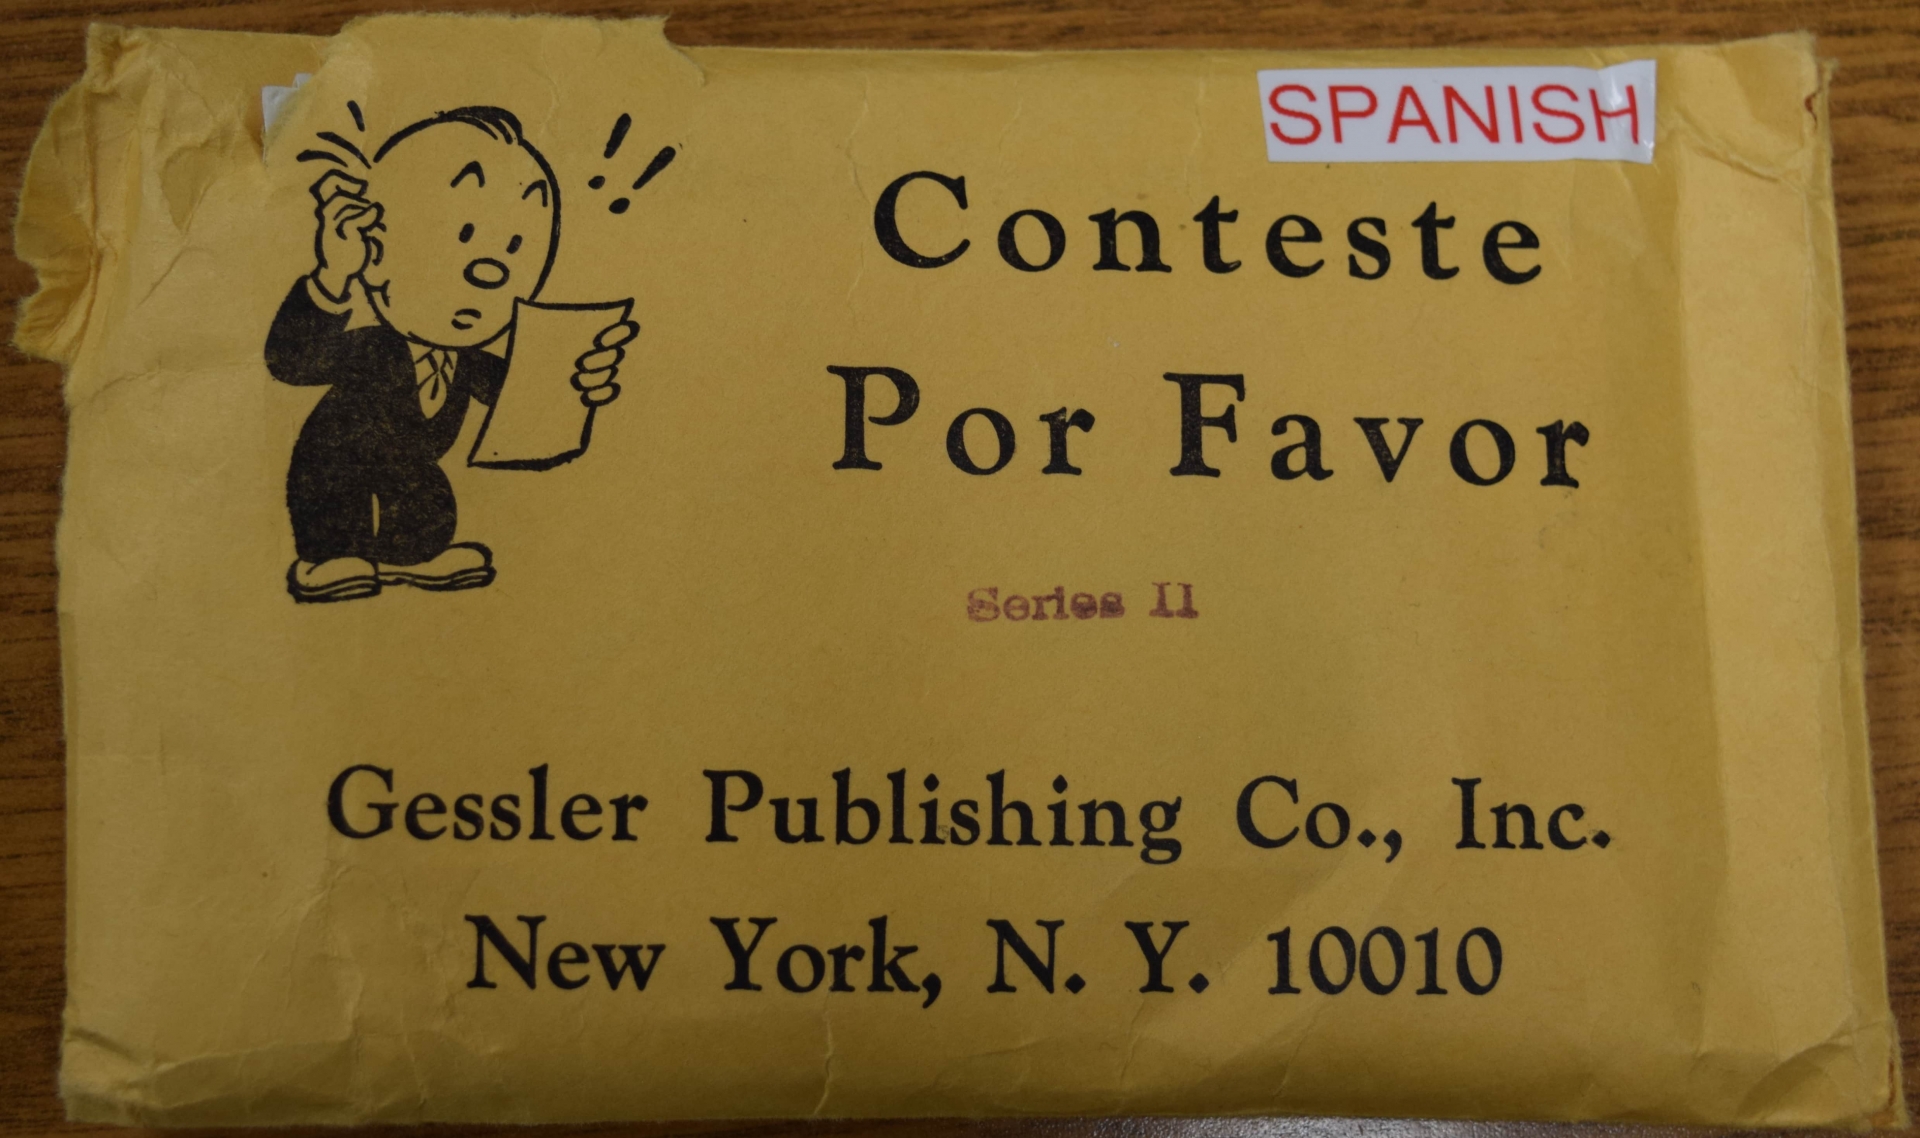 SPANISH
!!
Conteste
Por Favor
Series II
Gessler Publishing Co., Inc.
New York, N. Y. 10010